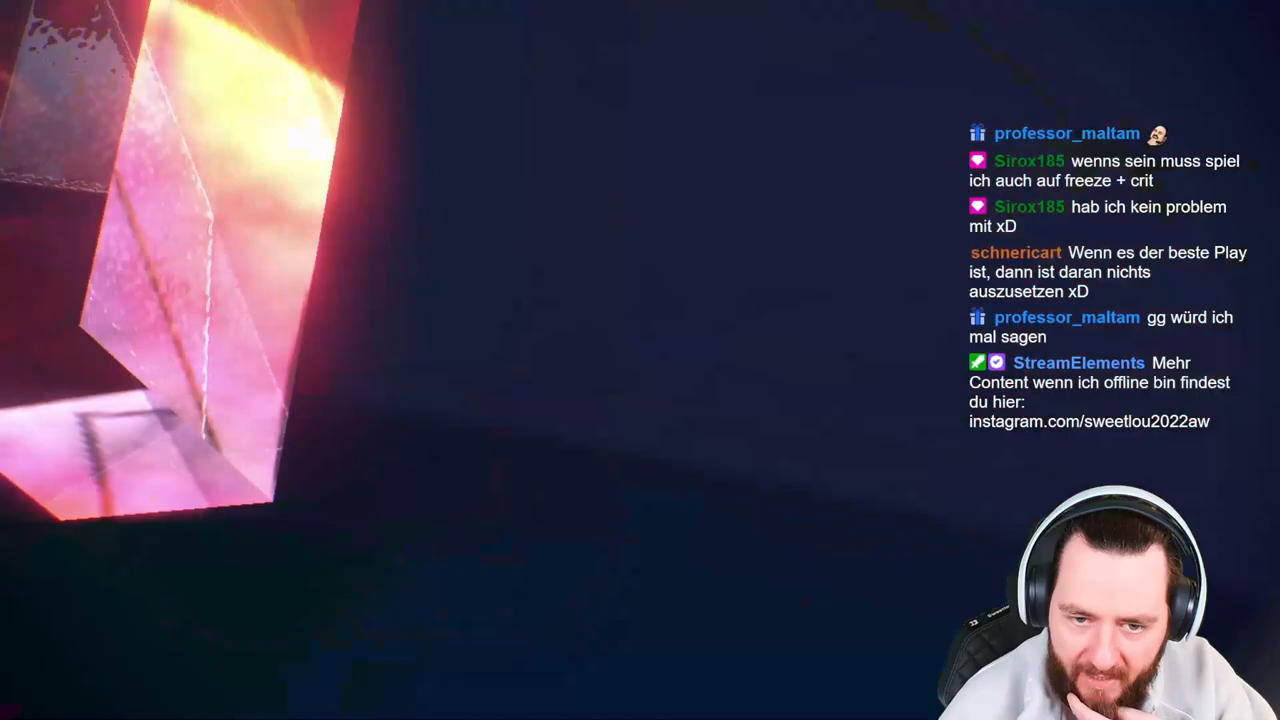 professor_maltam
Sirox185 wenns sein muss spiel
ich auch auf freeze + crit
Sirox185 hab ich kein problem
mit xD
schnericart Wenn es der beste Play
ist, dann ist daran nichts
auszusetzen xD
professor_maltam gg würd ich
mal sagen
StreamElements Mehr
Content wenn ich offline bin findest
du hier:
instagram.com/sweetlou2022aw